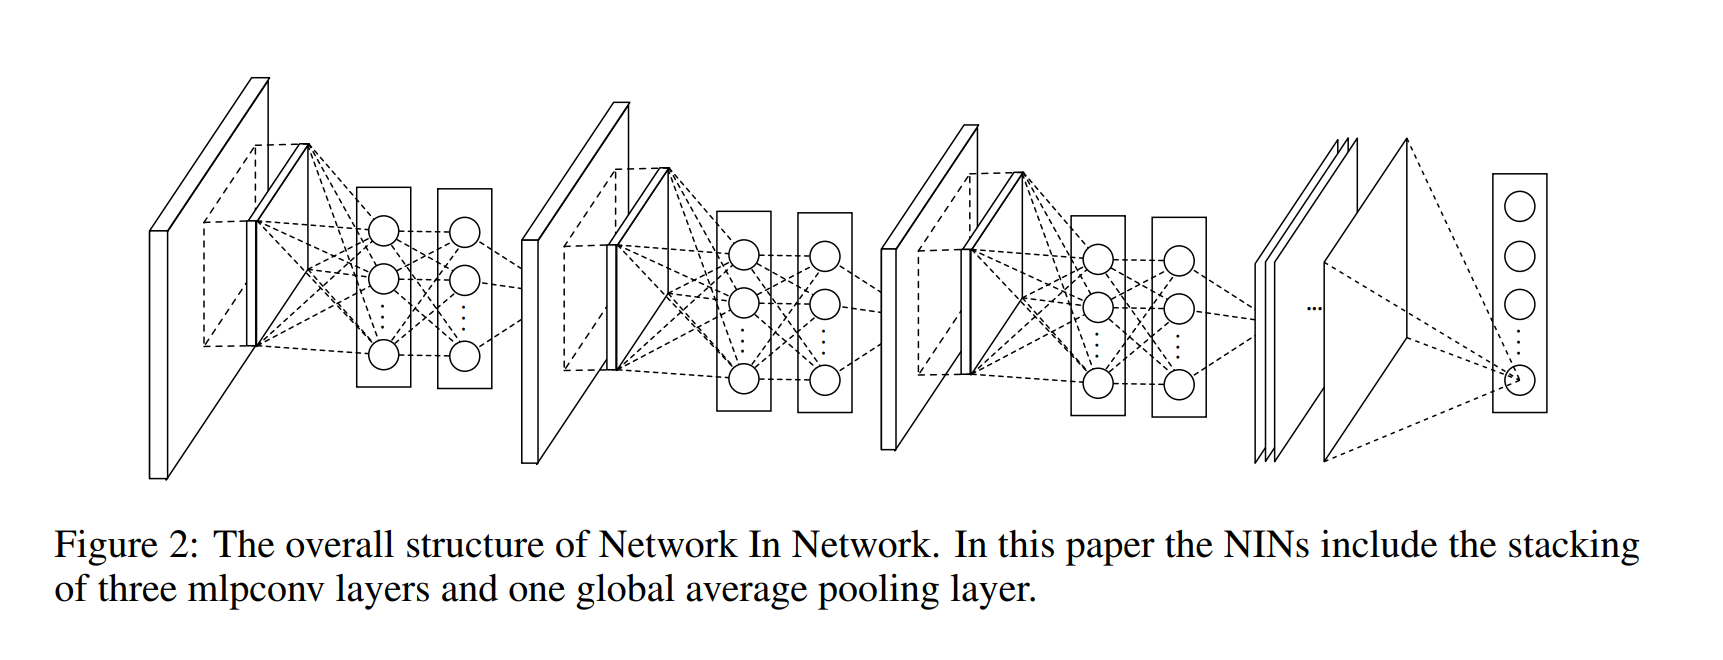 Figure 2: The overall structure of Network In Network. In this paper the NINs include the stacking
of three mlpconv layers and one global average pooling layer.